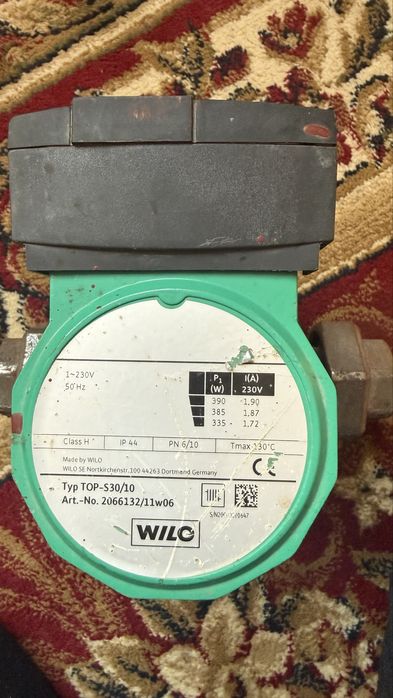 1~230V
50 Hz
P1 (W) I(A) 230V
390 1,90
385 1,87
335 1,72
Class H IP 44 PN 6/10 Tmax 130°C
Made by WILO
WILO SE Nortkirchenstr. 100 44263 Dortmund Germany
CE
Typ TOP-S30/10
Art.-No. 2066132/11w06
WILO